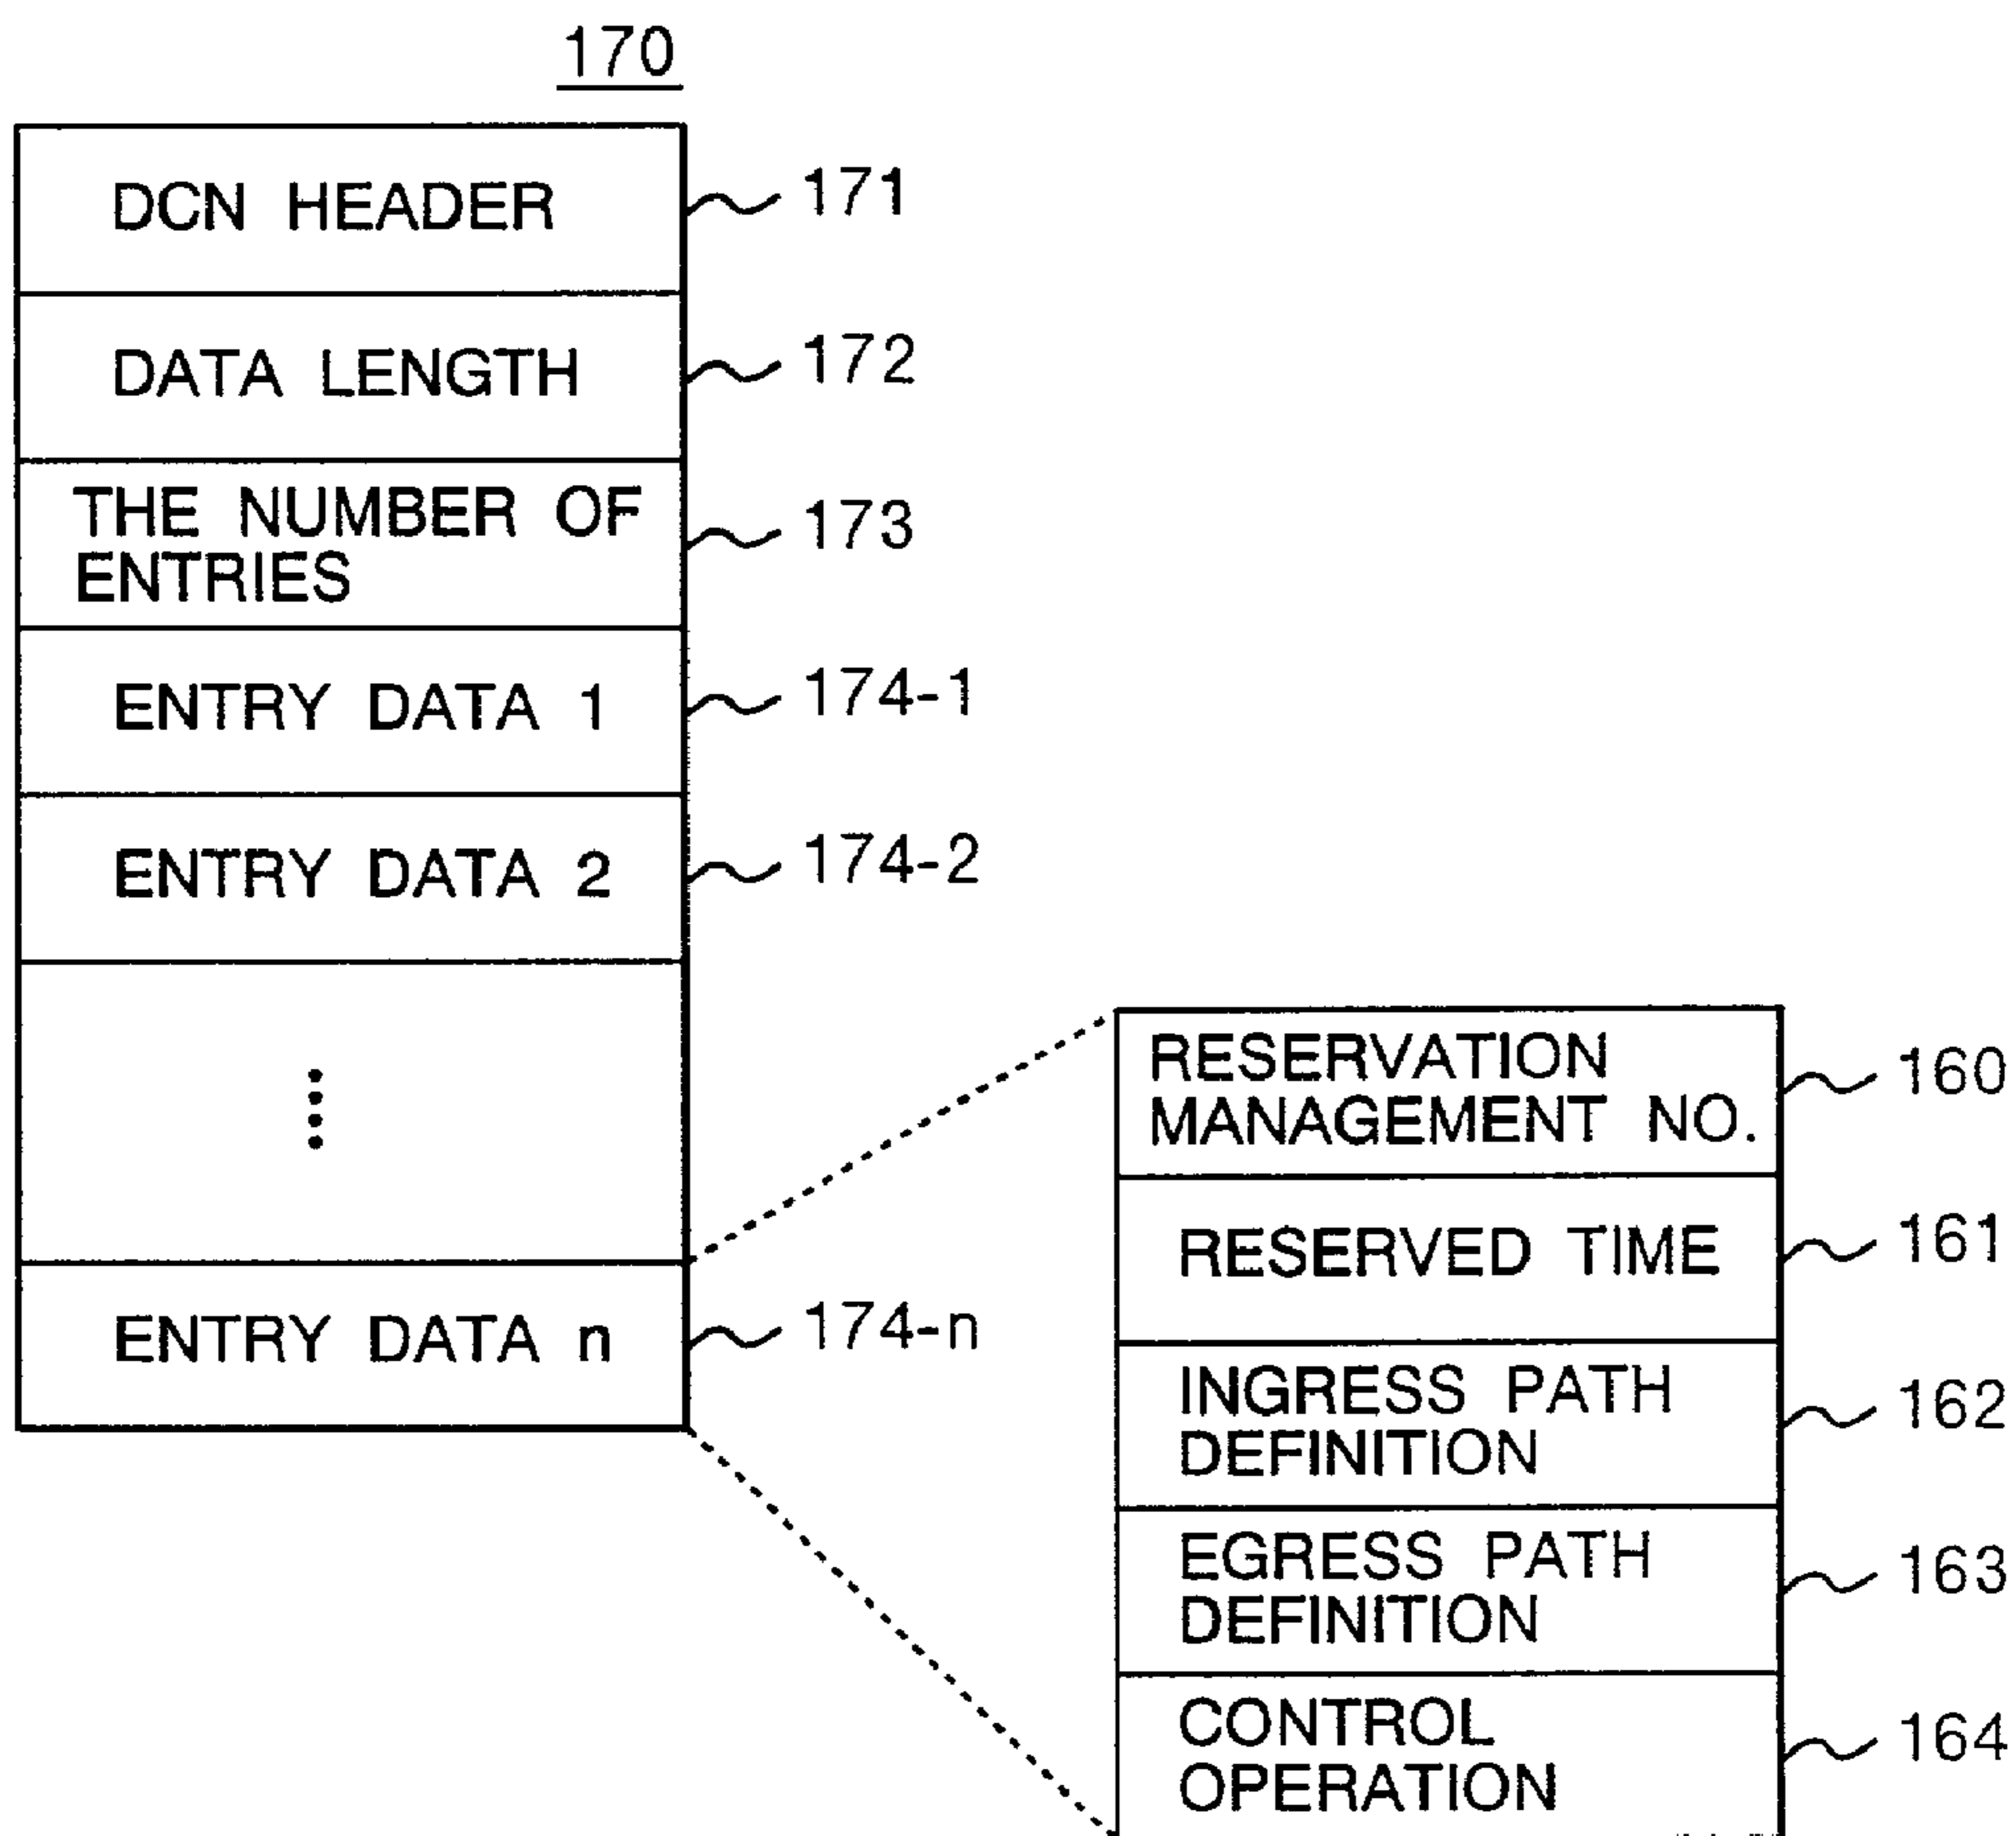 170
DCN HEADER
171
DATA LENGTH
172
THE NUMBER OF
ENTRIES
173
ENTRY DATA 1
174-1
ENTRY DATA 2
174-2
ENTRY DATA n
174-n
RESERVATION
MANAGEMENT NO.
160
RESERVED TIME
161
INGRESS PATH
DEFINITION
162
EGRESS PATH
DEFINITION
163
CONTROL
OPERATION
164